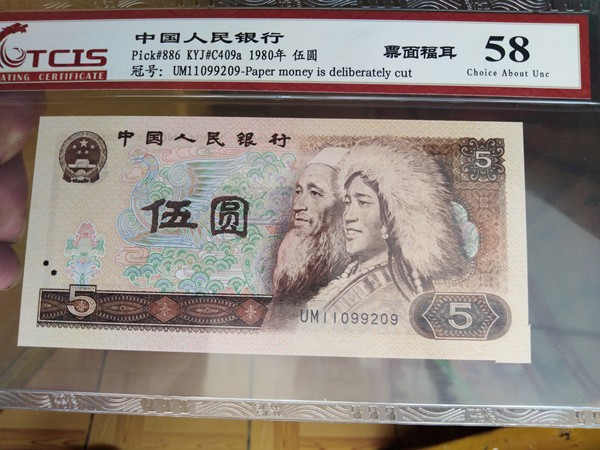 TCIS
RATING CERTIFICATE
中国人民银行
Pick#886 KYJ#C409a 1980年 伍圆
冠号: UM11099209-Paper money is deliberately cut
票面福耳
58
Choice About Unc
中国人民银行
5
伍圆
5
UM11099209
5